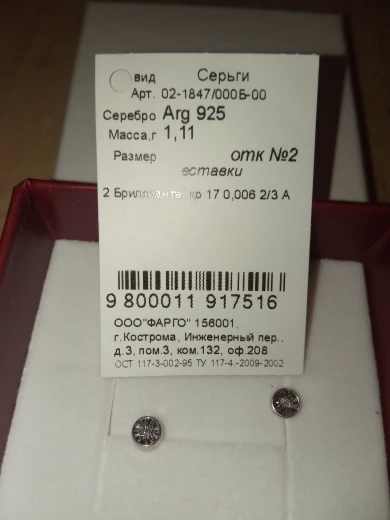 вид Серьги
Арт. 02-1847/000Б-00
Серебро Arg 925
Масса,г 1,11
Размер отк №2
вставки
2 Бриллианта кр 17 0,006 2/3 А
9 800011 917516
ООО"ФАРГО" 156001,
г.Кострома, Инженерный пер.,
д.3, пом.3, ком.132, оф.208
ОСТ 117-3-002-95 ТУ 117-4-2009-2002